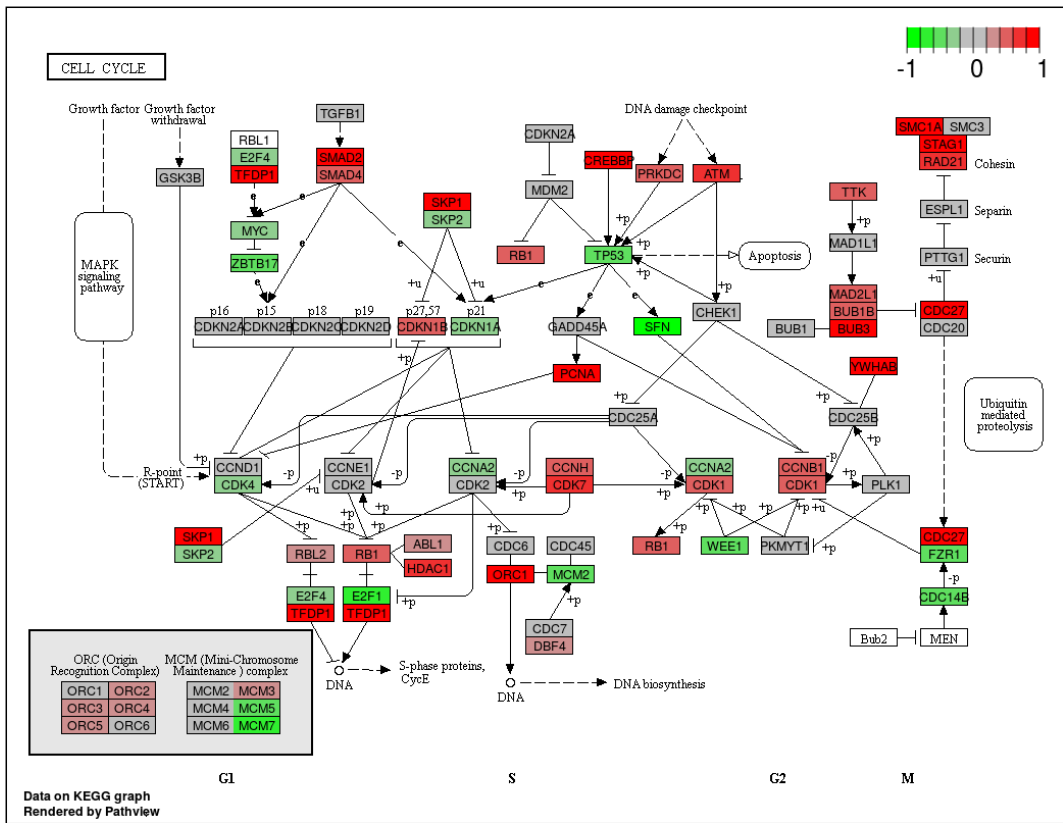 CELL CYCLE
-1 0 1
Growth factor
Growth factor
withdrawal
TGFB1
DNA damage checkpoint
RBL1
E2F4
TFDP1
SMAD2
SMAD4
GSK3B
CDKN2A
CREBBP
PRKDC
ATM
SMC1A
SMC3
STAG1
RAD21
Cohesin
MDM2
TTK
+p
e
e
e
e
SKP1
SKP2
MYC
ZBTB17
RB1
TP53
+p
+p
Apoptosis
MAD1L1
ESPL1
Separin
PTTG1
Securin
+u
MAPK
signaling
pathway
+u
+u
e
e
e
+p
p16
p15
p18
p19
p27,57
p21
CDKN2A
CDKN2B
CDKN2C
CDKN2D
CDKN1B
CDKN1A
GADD45A
SFN
CHEK1
MAD2L1
BUB1B
BUB3
BUB1
CDC27
CDC20
+p
PCNA
YWHAB
Ubiquitin
mediated
proteolysis
+p
+p
CDC25A
CDC25B
R-point
(START)
+p
CCND1
CDK4
-p
CCNE1
CDK2
-p
CCNA2
CDK2
-p
+p
CCNH
CDK7
-p
+p
CCNA2
CDK1
CCNB1
CDK1
-p
+p
+p
PLK1
+u
+p
+p
+p
+p
+p
+p
+p
+p
+p
+u
SKP1
SKP2
RBL2
RB1
ABL1
HDAC1
CDC6
CDC45
ORC1
MCM2
RB1
WEE1
PKMYT1
+p
CDC27
FZR1
-p
CDC14B
E2F4
TFDP1
E2F1
TFDP1
+p
+p
CDC7
DBF4
Bub2
MEN
DNA
S-phase proteins,
CycE
DNA
DNA biosynthesis
ORC (Origin
Recognition Complex)
MCM (Mini-Chromosome
Maintenance ) complex
ORC1 ORC2 MCM2 MCM3
ORC3 ORC4 MCM4 MCM5
ORC5 ORC6 MCM6 MCM7
G1 S G2 M
Data on KEGG graph
Rendered by Pathview